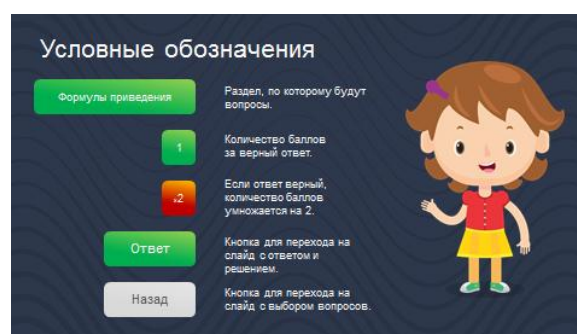 Условные обозначения
Формулы приведения
Раздел, по которому будут
вопросы.
1
Количество баллов
за верный ответ.
x2
Если ответ верный,
количество баллов
умножается на 2.
Ответ
Кнопка для перехода на
слайд с ответом и
решением.
Назад
Кнопка для перехода на
слайд с выбором вопросов.